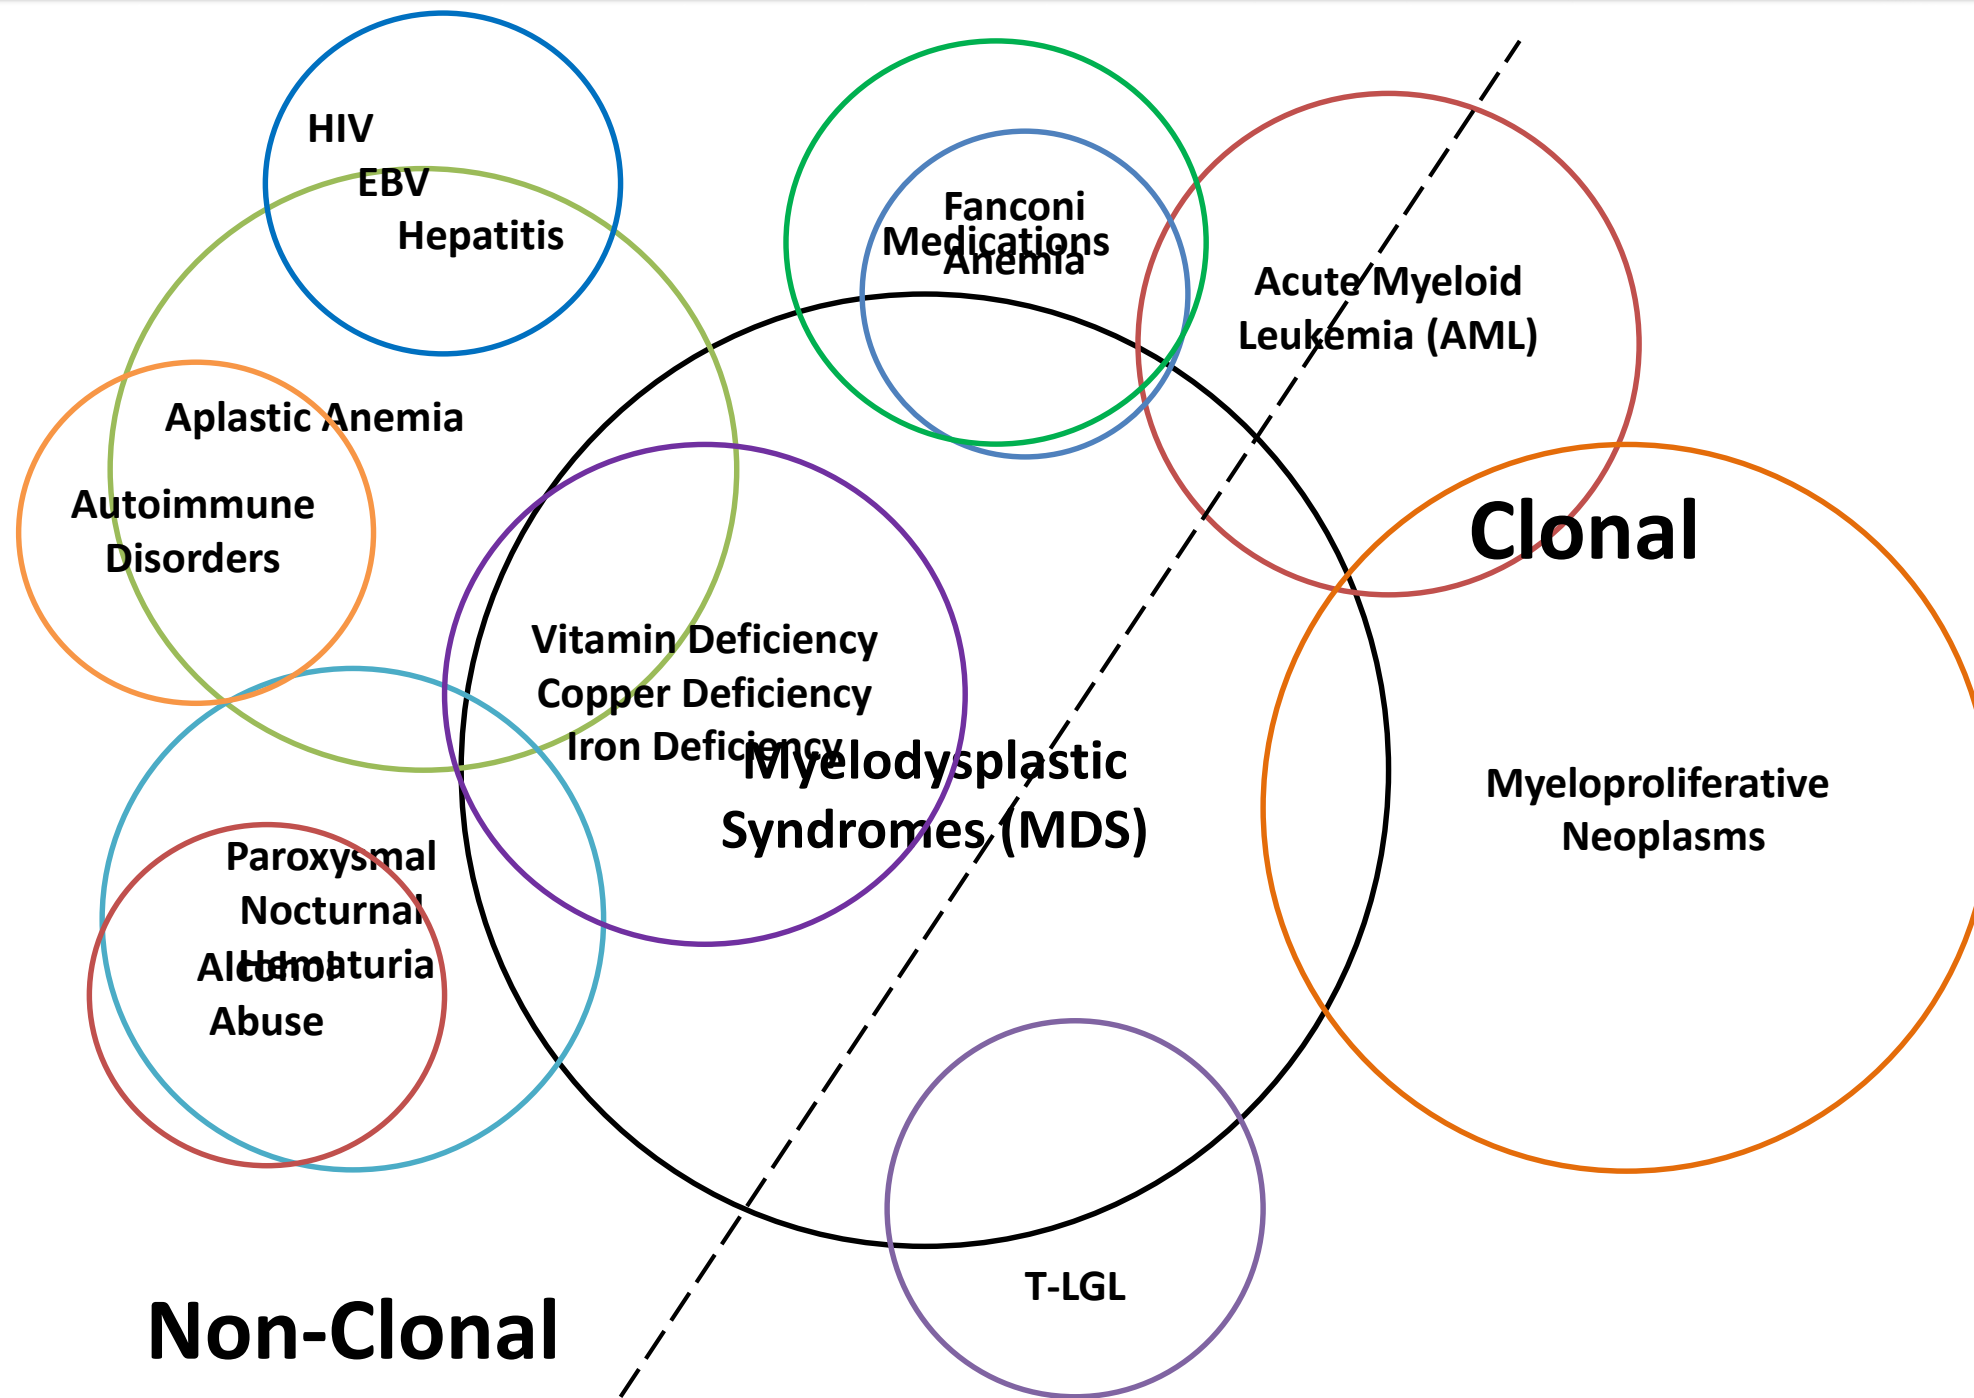 HIV
EBV
Hepatitis
Fanconi
Anemia
Medications
Acute Myeloid
Leukemia (AML)
Aplastic Anemia
Autoimmune
Disorders
Clonal
Vitamin Deficiency
Copper Deficiency
Iron Deficiency
Myelodysplastic
Syndromes (MDS)
Myeloproliferative
Neoplasms
Paroxysmal
Nocturnal
Hematuria
Alcohol
Abuse
T-LGL
Non-Clonal